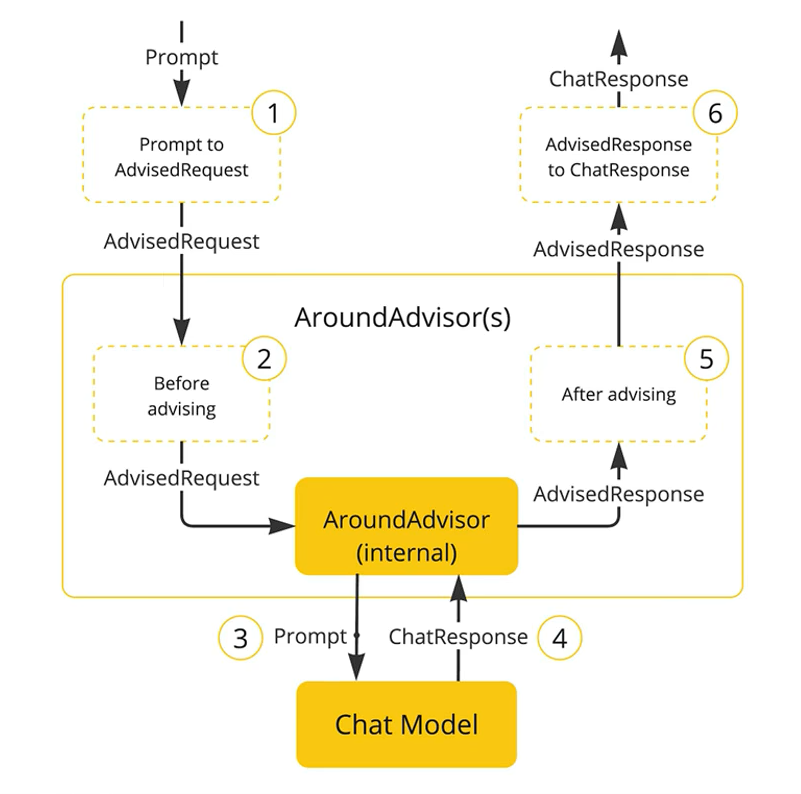 Prompt
1
Prompt to
AdvisedRequest
AdvisedRequest
ChatResponse
6
AdvisedResponse
to ChatResponse
AdvisedResponse
AroundAdvisor(s)
2
Before
advising
AdvisedRequest
5
After advising
AdvisedResponse
AroundAdvisor
(internal)
3 Prompt
ChatResponse 4
Chat Model